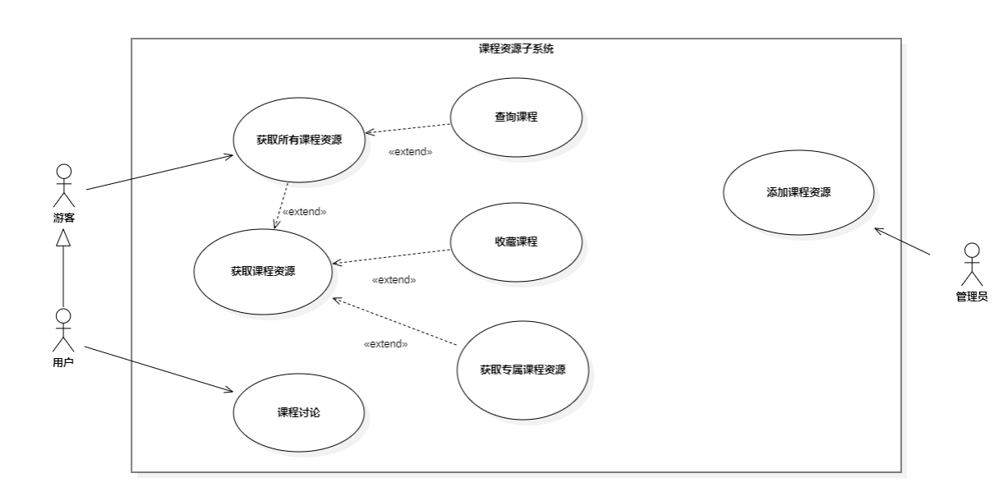 课程资源子系统
查询课程
获取所有课程资源
«extend»
添加课程资源
游客
«extend»
收藏课程
获取课程资源
«extend»
管理员
«extend»
用户
获取专属课程资源
课程讨论